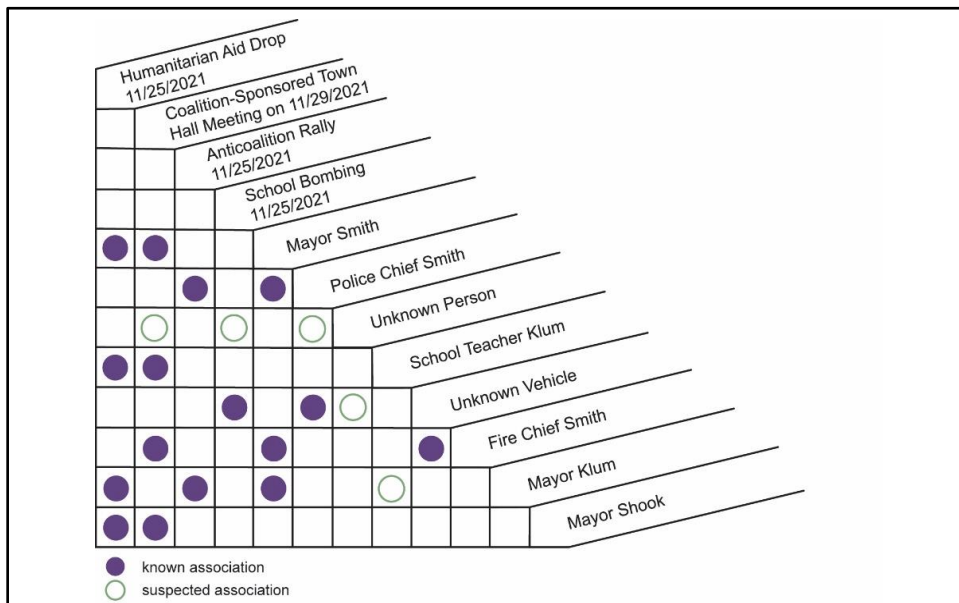 Humanitarian Aid Drop
11/25/2021
Coalition-Sponsored Town
Hall Meeting on 11/29/2021
Anticoalition Rally
11/25/2021
School Bombing
11/25/2021
Mayor Smith
Police Chief Smith
Unknown Person
School Teacher Klum
Unknown Vehicle
Fire Chief Smith
Mayor Klum
Mayor Shook
known association
suspected association